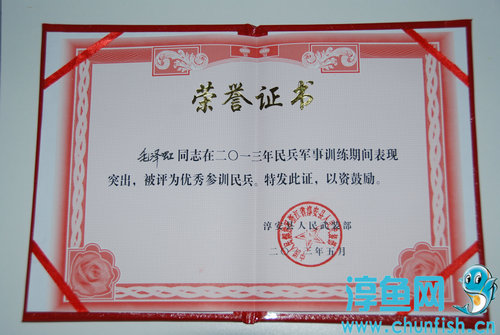 荣誉证书
毛泽虹同志在二〇一三年民兵军事训练期间表现
突出，被评为优秀参训民兵。特发此证，以资鼓励。
淳安县人民武装部
二〇一三年五月
淳鱼网
www.chunfish.cn